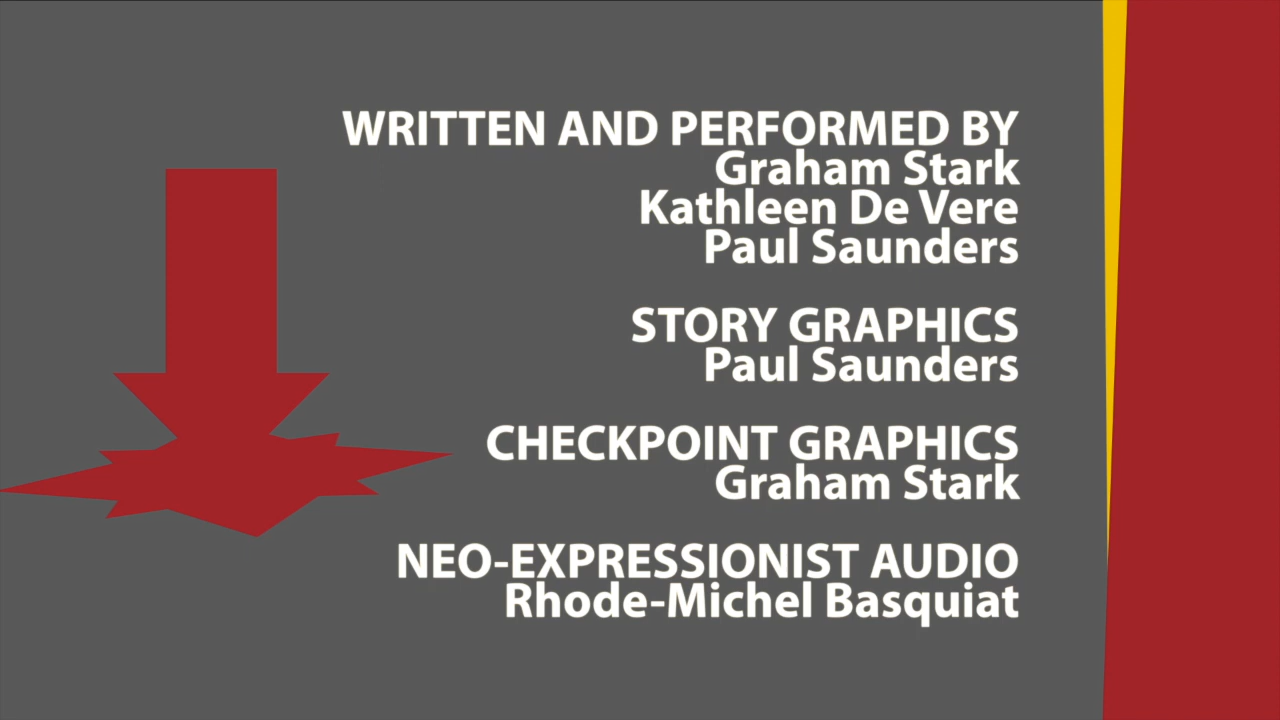 WRITTEN AND PERFORMED BY
Graham Stark
Kathleen De Vere
Paul Saunders
STORY GRAPHICS
Paul Saunders
CHECKPOINT GRAPHICS
Graham Stark
NEO-EXPRESSIONIST AUDIO
Rhode-Michel Basquiat